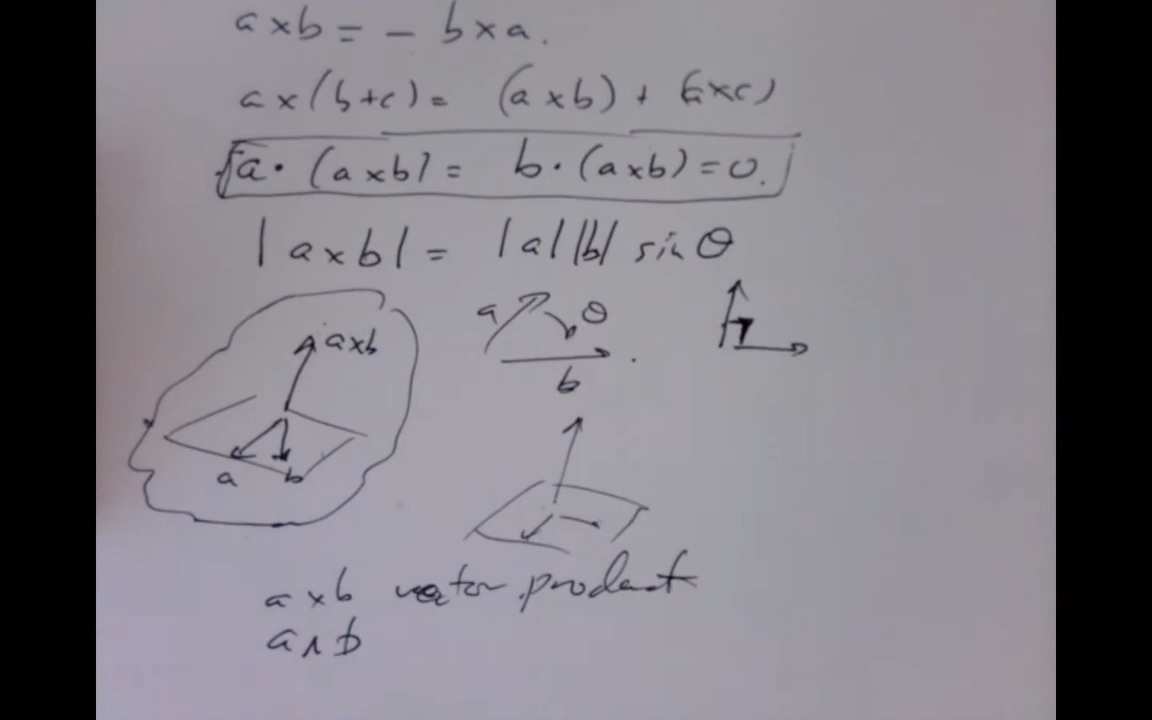 a × b = - b × a.
a × (b + c) = (a × b) + (a × c)
a · (a × b) = b · (a × b) = 0.
|a × b| = |a| |b| sin θ
a θ
b
a × b
a b
a × b vector product
a ∧ b